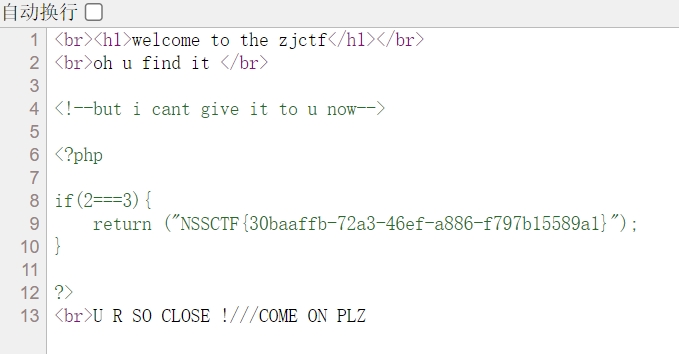 自动换行
1 <br><h1>welcome to the zjctf</h1></br>
2 <br>oh u find it </br>
3
4 <!--but i cant give it to u now-->
5
6 <?php
7
8 if(2===3){
9 return ("NSSCTF{30baaffb-72a3-46ef-a886-f797b15589a1}");
10 }
11
12 ?>
13 <br>U R SO CLOSE !///COME ON PLZ